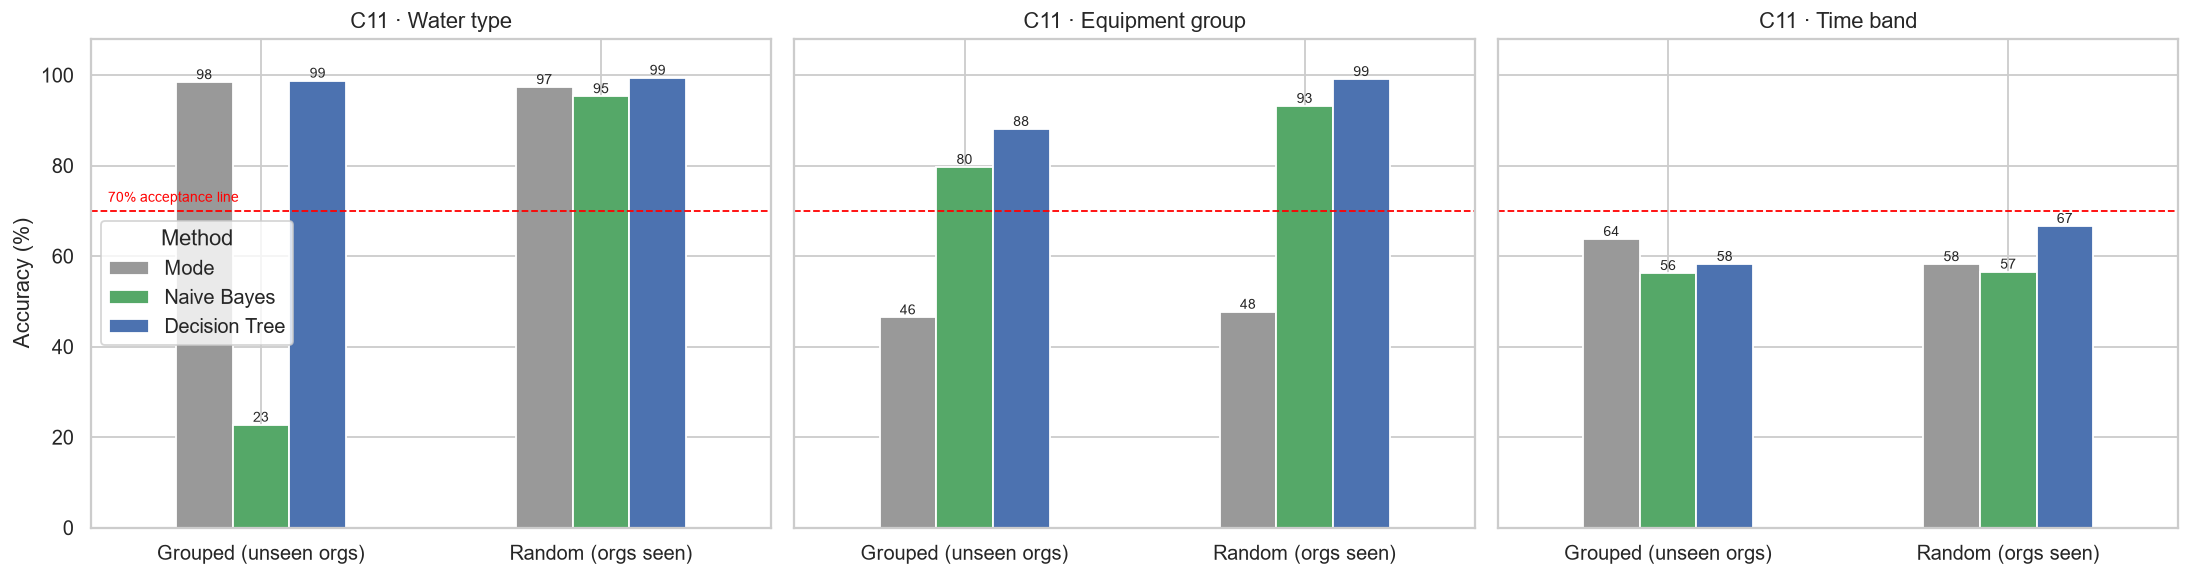 C11 · Water type
C11 · Equipment group
C11 · Time band
Accuracy (%)
100
80
60
40
20
0
98
23
99
97
95
99
70% acceptance line
Method
Mode
Naive Bayes
Decision Tree
Grouped (unseen orgs)
Random (orgs seen)
46
80
88
48
93
99
Grouped (unseen orgs)
Random (orgs seen)
64
56
58
58
57
67
Grouped (unseen orgs)
Random (orgs seen)